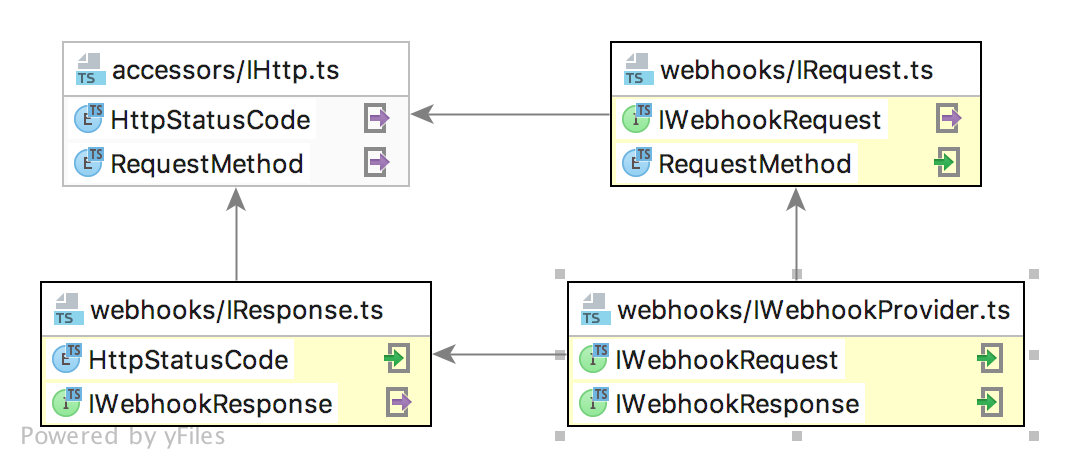 TS accessors/IHttp.ts
E TS HttpStatusCode
E TS RequestMethod
TS webhooks/IRequest.ts
I TS IWebhookRequest
E TS RequestMethod
TS webhooks/IResponse.ts
E TS HttpStatusCode
I TS IWebhookResponse
TS webhooks/IWebhookProvider.ts
I TS IWebhookRequest
I TS IWebhookResponse
Powered by yFiles